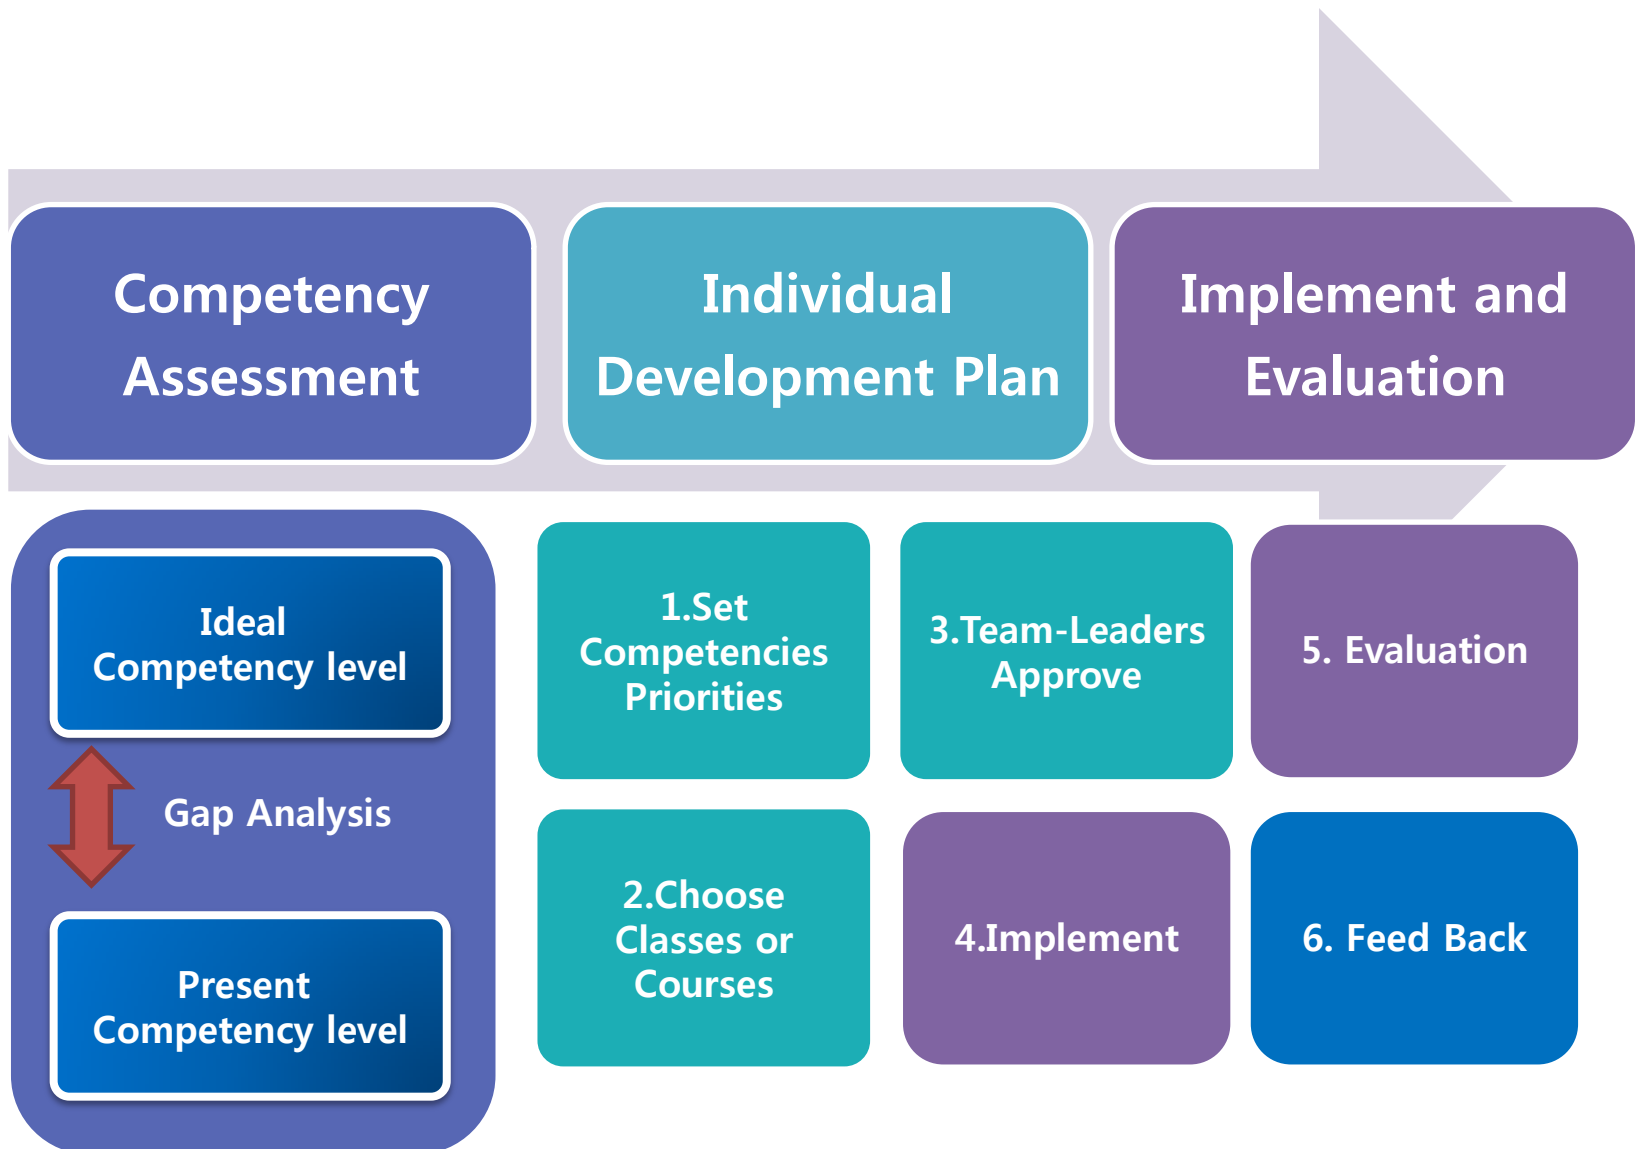 Competency
Assessment
Individual
Development Plan
Implement and
Evaluation
Ideal
Competency level
Gap Analysis
Present
Competency level
1.Set
Competencies
Priorities
2.Choose
Classes or
Courses
3.Team-Leaders
Approve
4.Implement
5. Evaluation
6. Feed Back